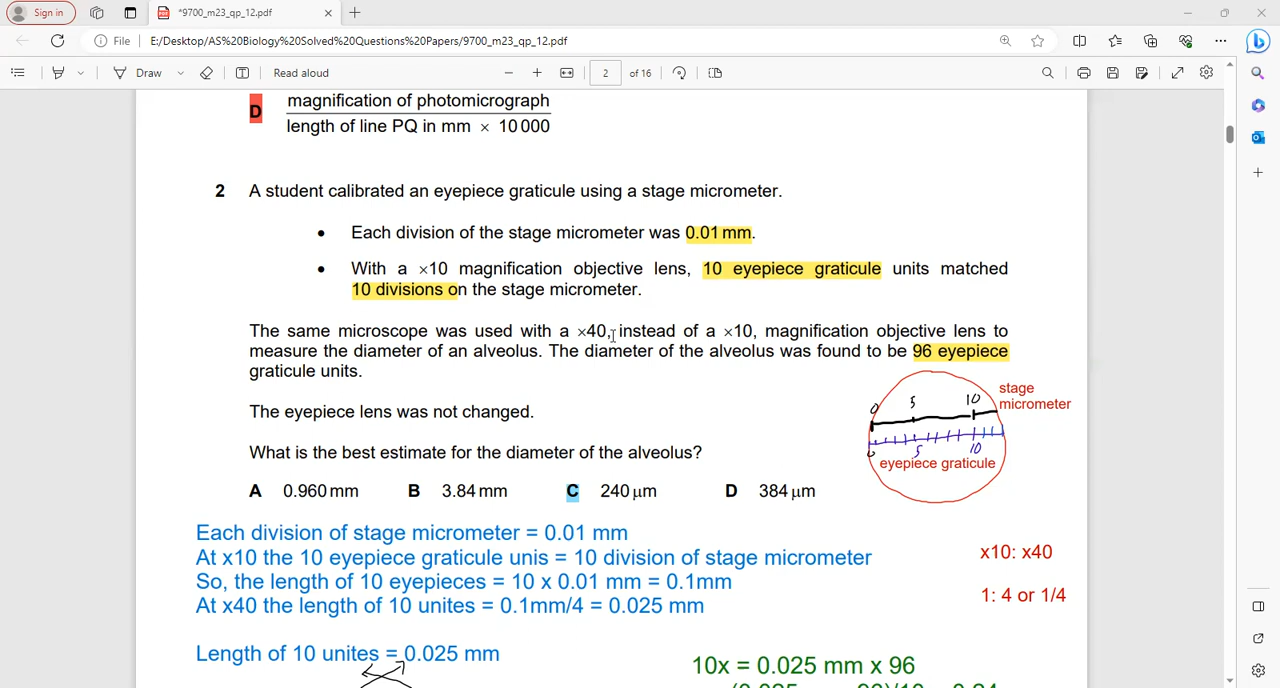 Sign in
*9700_m23_qp_12.pdf
File
E:/Desktop/AS%20Biology%20Solved%20Questions%20Papers/9700_m23_qp_12.pdf
Draw
Read aloud
2 of 16
D magnification of photomicrograph
length of line PQ in mm × 10 000
2 A student calibrated an eyepiece graticule using a stage micrometer.
• Each division of the stage micrometer was 0.01 mm.
• With a ×10 magnification objective lens, 10 eyepiece graticule units matched
10 divisions on the stage micrometer.
The same microscope was used with a ×40, instead of a ×10, magnification objective lens to
measure the diameter of an alveolus. The diameter of the alveolus was found to be 96 eyepiece
graticule units.
The eyepiece lens was not changed.
What is the best estimate for the diameter of the alveolus?
A 0.960 mm B 3.84 mm C 240 µm D 384 µm
stage
micrometer
0 5 10
0 5 10
eyepiece graticule
Each division of stage micrometer = 0.01 mm
At x10 the 10 eyepiece graticule unis = 10 division of stage micrometer
So, the length of 10 eyepieces = 10 x 0.01 mm = 0.1mm
At x40 the length of 10 unites = 0.1mm/4 = 0.025 mm
x10: x40
1: 4 or 1/4
Length of 10 unites = 0.025 mm
10x = 0.025 mm x 96